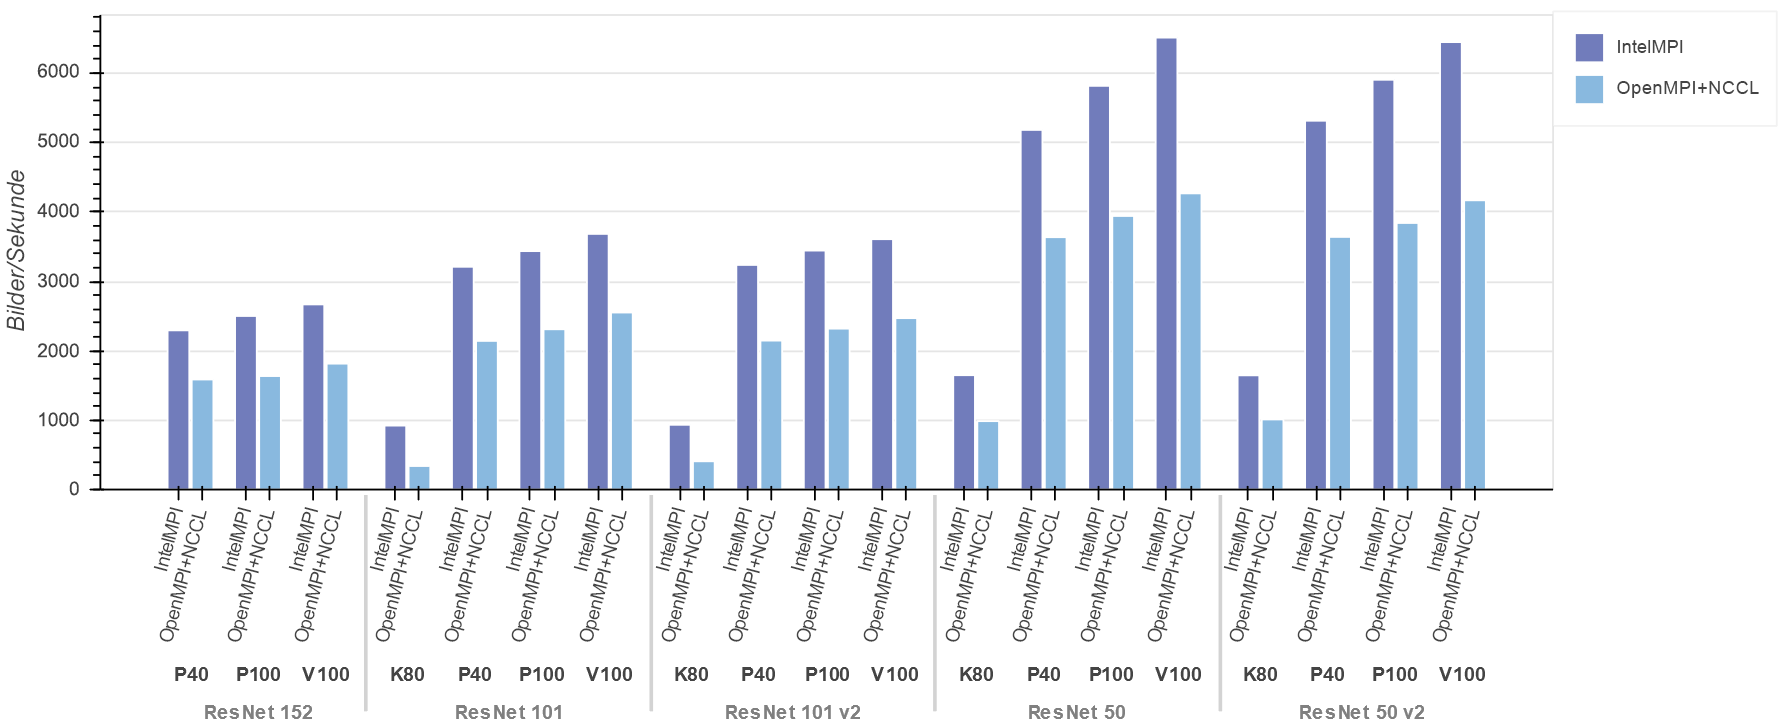 IntelMPI
OpenMPI+NCCL
Bilder/Sekunde
6000
5000
4000
3000
2000
1000
0
IntelMPI OpenMPI+NCCL IntelMPI OpenMPI+NCCL IntelMPI OpenMPI+NCCL IntelMPI OpenMPI+NCCL IntelMPI OpenMPI+NCCL IntelMPI OpenMPI+NCCL IntelMPI OpenMPI+NCCL IntelMPI OpenMPI+NCCL IntelMPI OpenMPI+NCCL IntelMPI OpenMPI+NCCL IntelMPI OpenMPI+NCCL IntelMPI OpenMPI+NCCL IntelMPI OpenMPI+NCCL IntelMPI OpenMPI+NCCL IntelMPI OpenMPI+NCCL IntelMPI OpenMPI+NCCL IntelMPI OpenMPI+NCCL IntelMPI OpenMPI+NCCL IntelMPI OpenMPI+NCCL
P40 P100 V100 K80 P40 P100 V100 K80 P40 P100 V100 K80 P40 P100 V100 K80 P40 P100 V100
ResNet 152 ResNet 101 ResNet 101 v2 ResNet 50 ResNet 50 v2